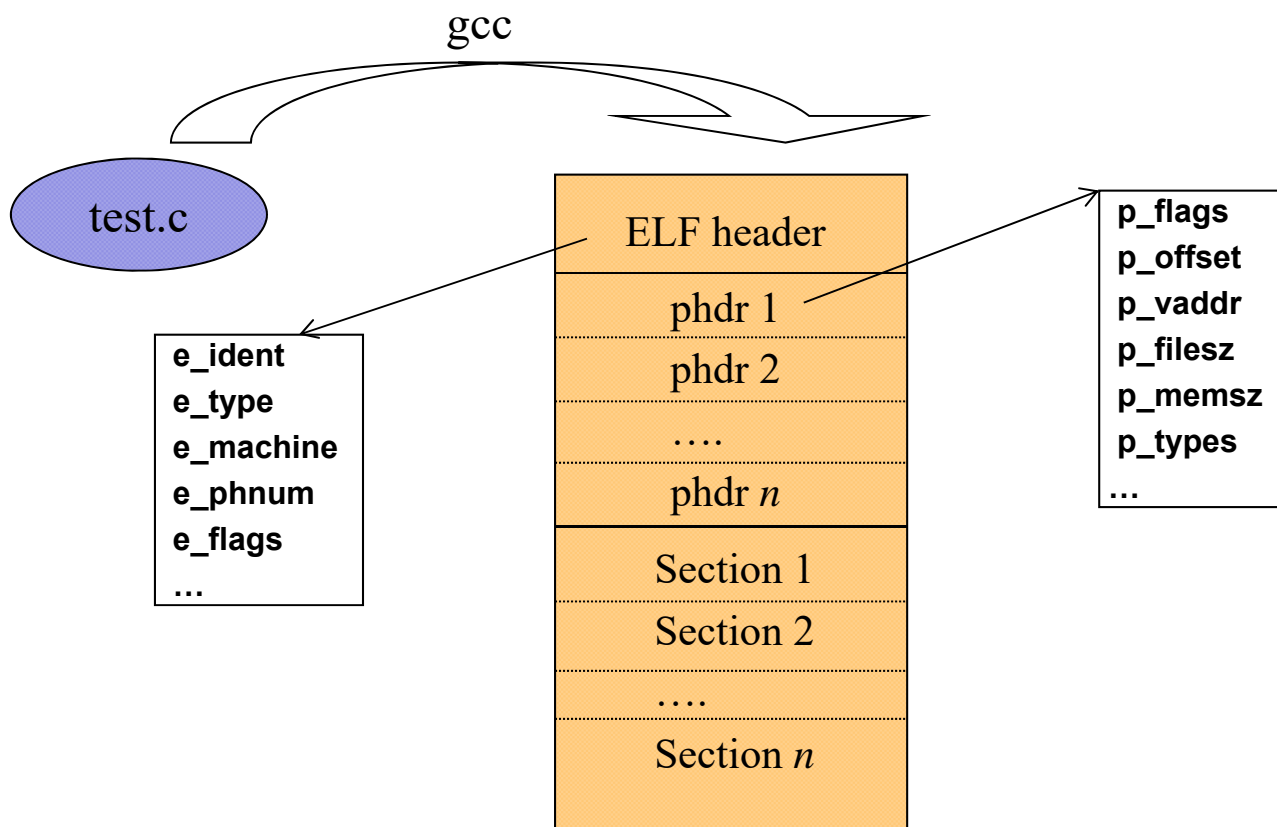 gcc
test.c
ELF header
phdr 1
phdr 2
....
phdr n
Section 1
Section 2
....
Section n
e_ident
e_type
e_machine
e_phnum
e_flags
...
p_flags
p_offset
p_vaddr
p_filesz
p_memsz
p_types
...